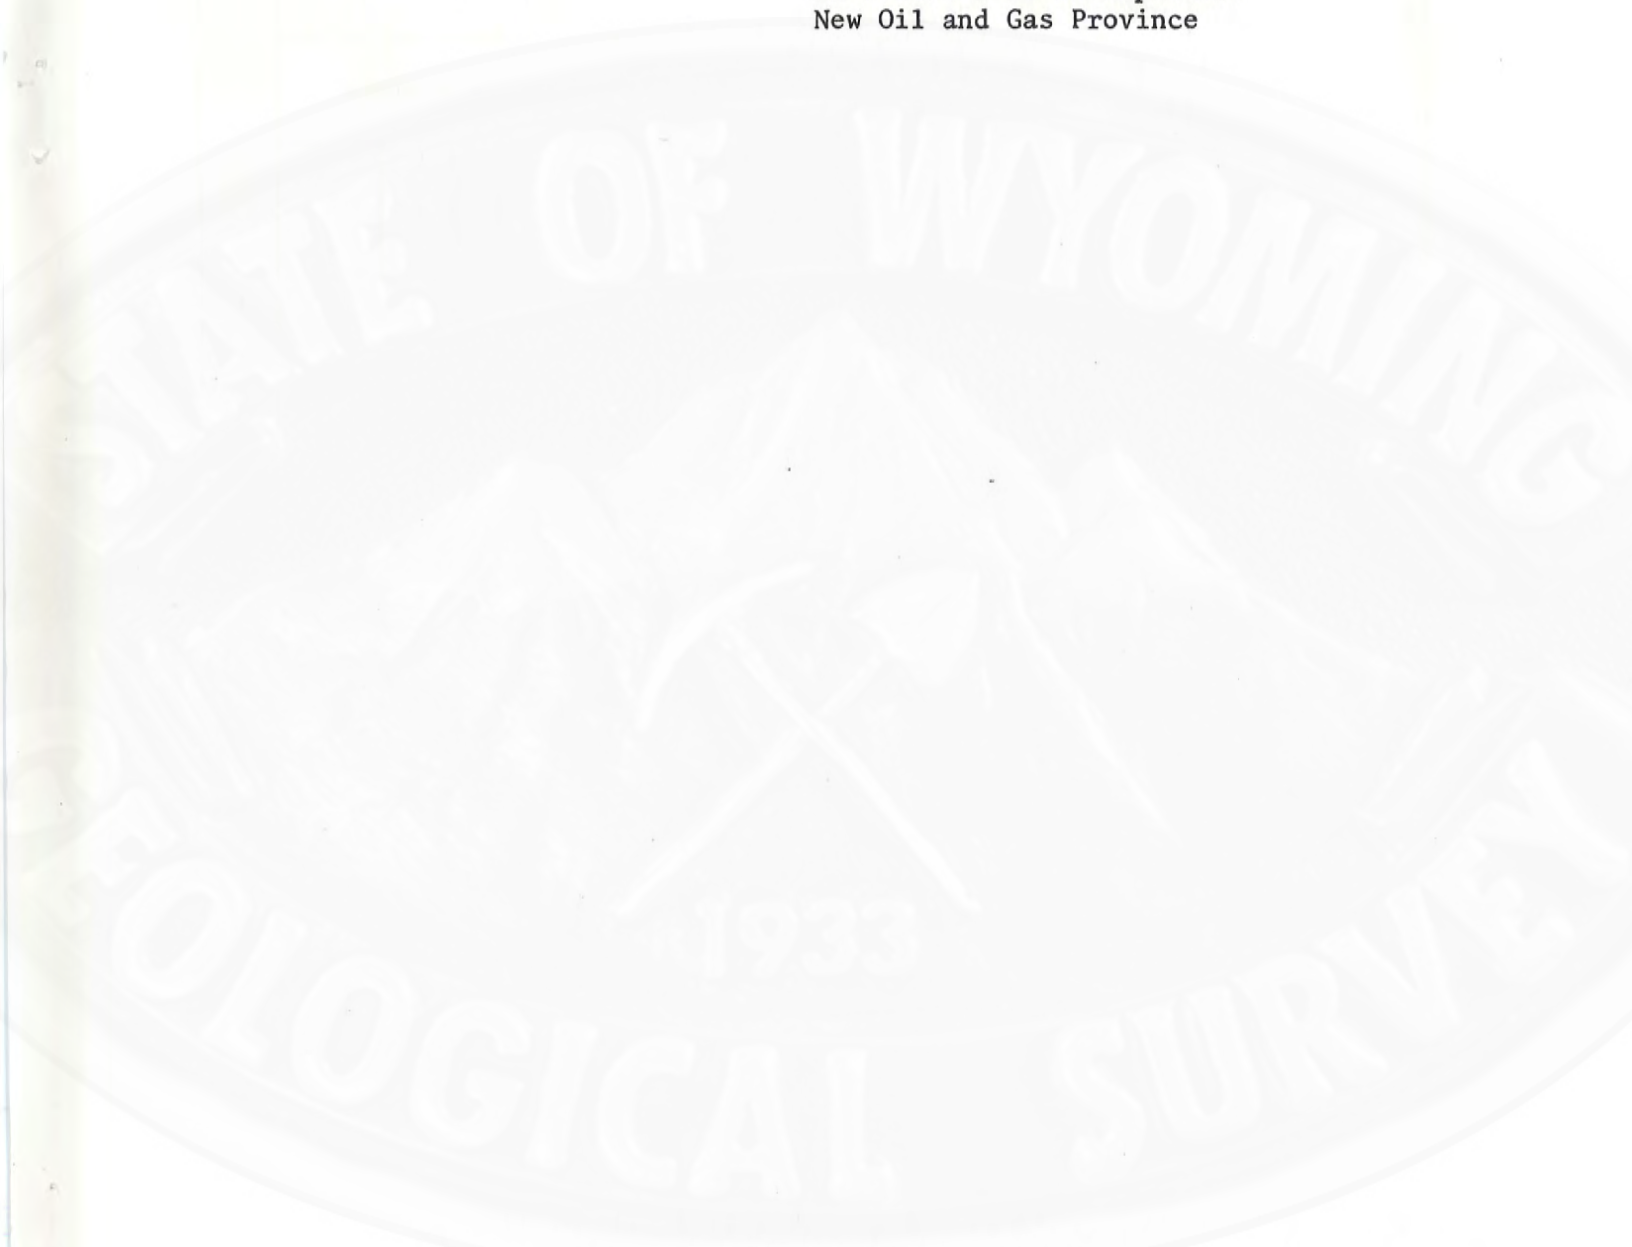 New Oil and Gas Province
STATE OF WYOMING
1933
GEOLOGICAL SURVEY